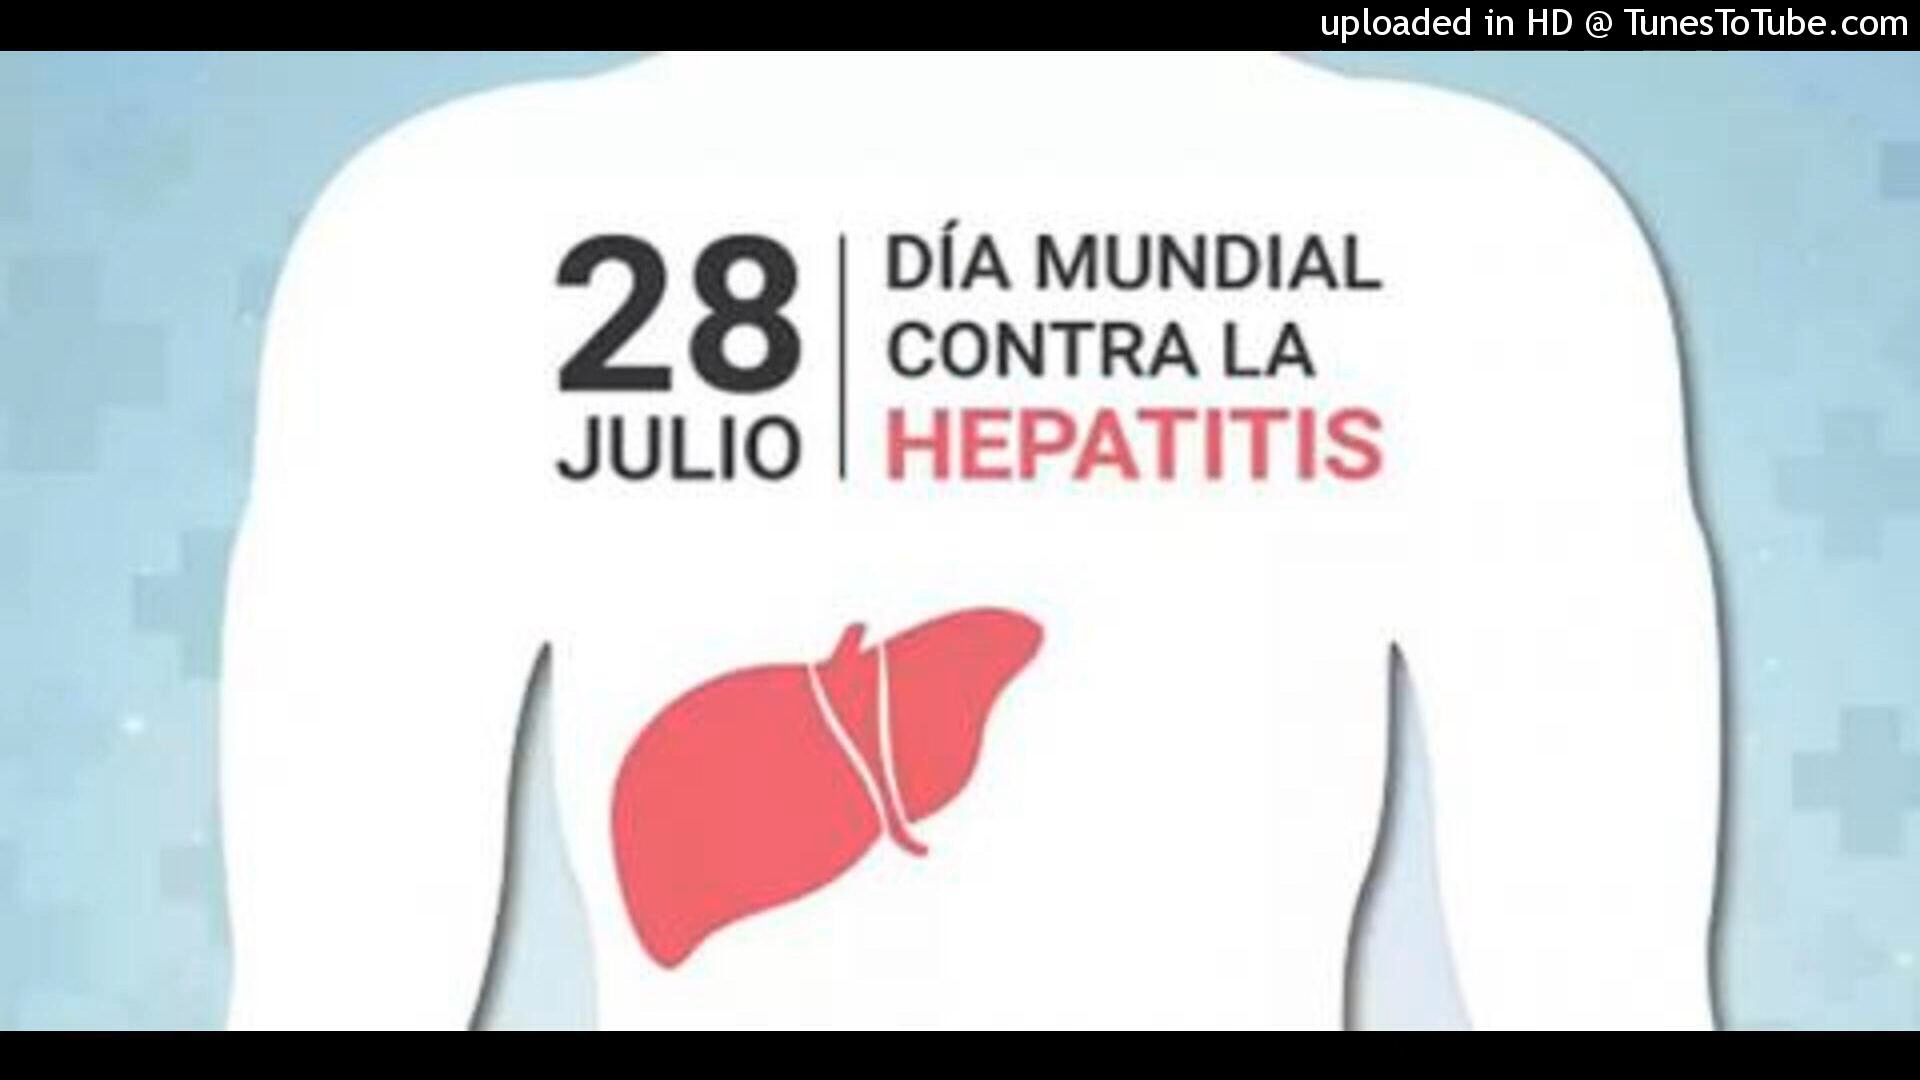 uploaded in HD @ TunesToTube.com
28
JULIO
DÍA MUNDIAL
CONTRA LA
HEPATITIS